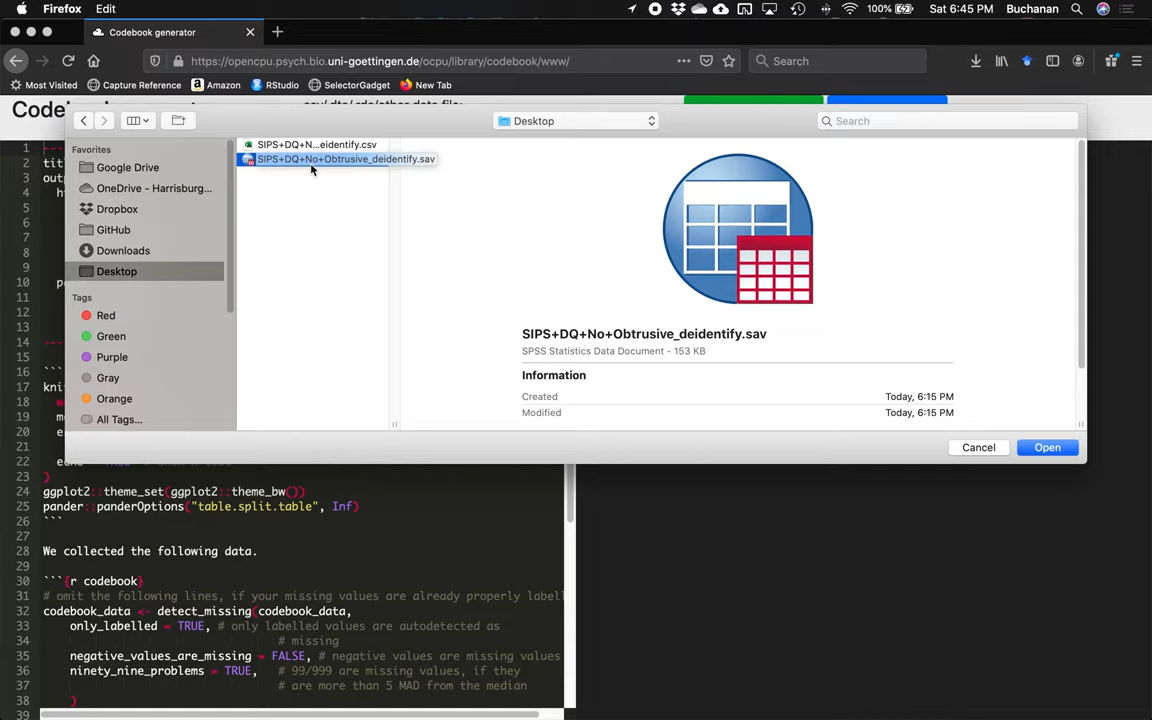 Firefox Edit 100% Sat 6:45 PM Buchanan
Codebook generator
https://opencpu.psych.bio.uni-goettingen.de/ocpu/library/codebook/www/ Search
Most Visited Capture Reference Amazon RStudio SelectorGadget New Tab
Desktop Search
Favorites
Google Drive
OneDrive - Harrisburg...
Dropbox
GitHub
Downloads
Desktop
Tags
Red
Green
Purple
Gray
Orange
All Tags...
SIPS+DQ+N...eidentify.csv
SIPS+DQ+No+Obtrusive_deidentify.sav
SIPS+DQ+No+Obtrusive_deidentify.sav
SPSS Statistics Data Document - 153 KB
Information
Created Today, 6:15 PM
Modified Today, 6:15 PM
Cancel Open
1
2 titl
3 outp
4
5
6
7
8
9
10
11
12
13
14
15
16 ```
17 kni
18
19
20
21
22
23 )
24 ggplot2::theme_set(ggplot2::theme_bw())
25 pander::panderOptions("table.split.table", Inf)
26 ```
27
28 We collected the following data.
29
30 ```{r codebook}
31 # omit the following lines, if your missing values are already properly labell
32 codebook_data <- detect_missing(codebook_data,
33 only_labelled = TRUE, # only labelled values are autodetected as
34 # missing
35 negative_values_are_missing = FALSE, # negative values are missing values
36 ninety_nine_problems = TRUE, # 99/999 are missing values, if they
37 # are more than 5 MAD from the median
38 )
39